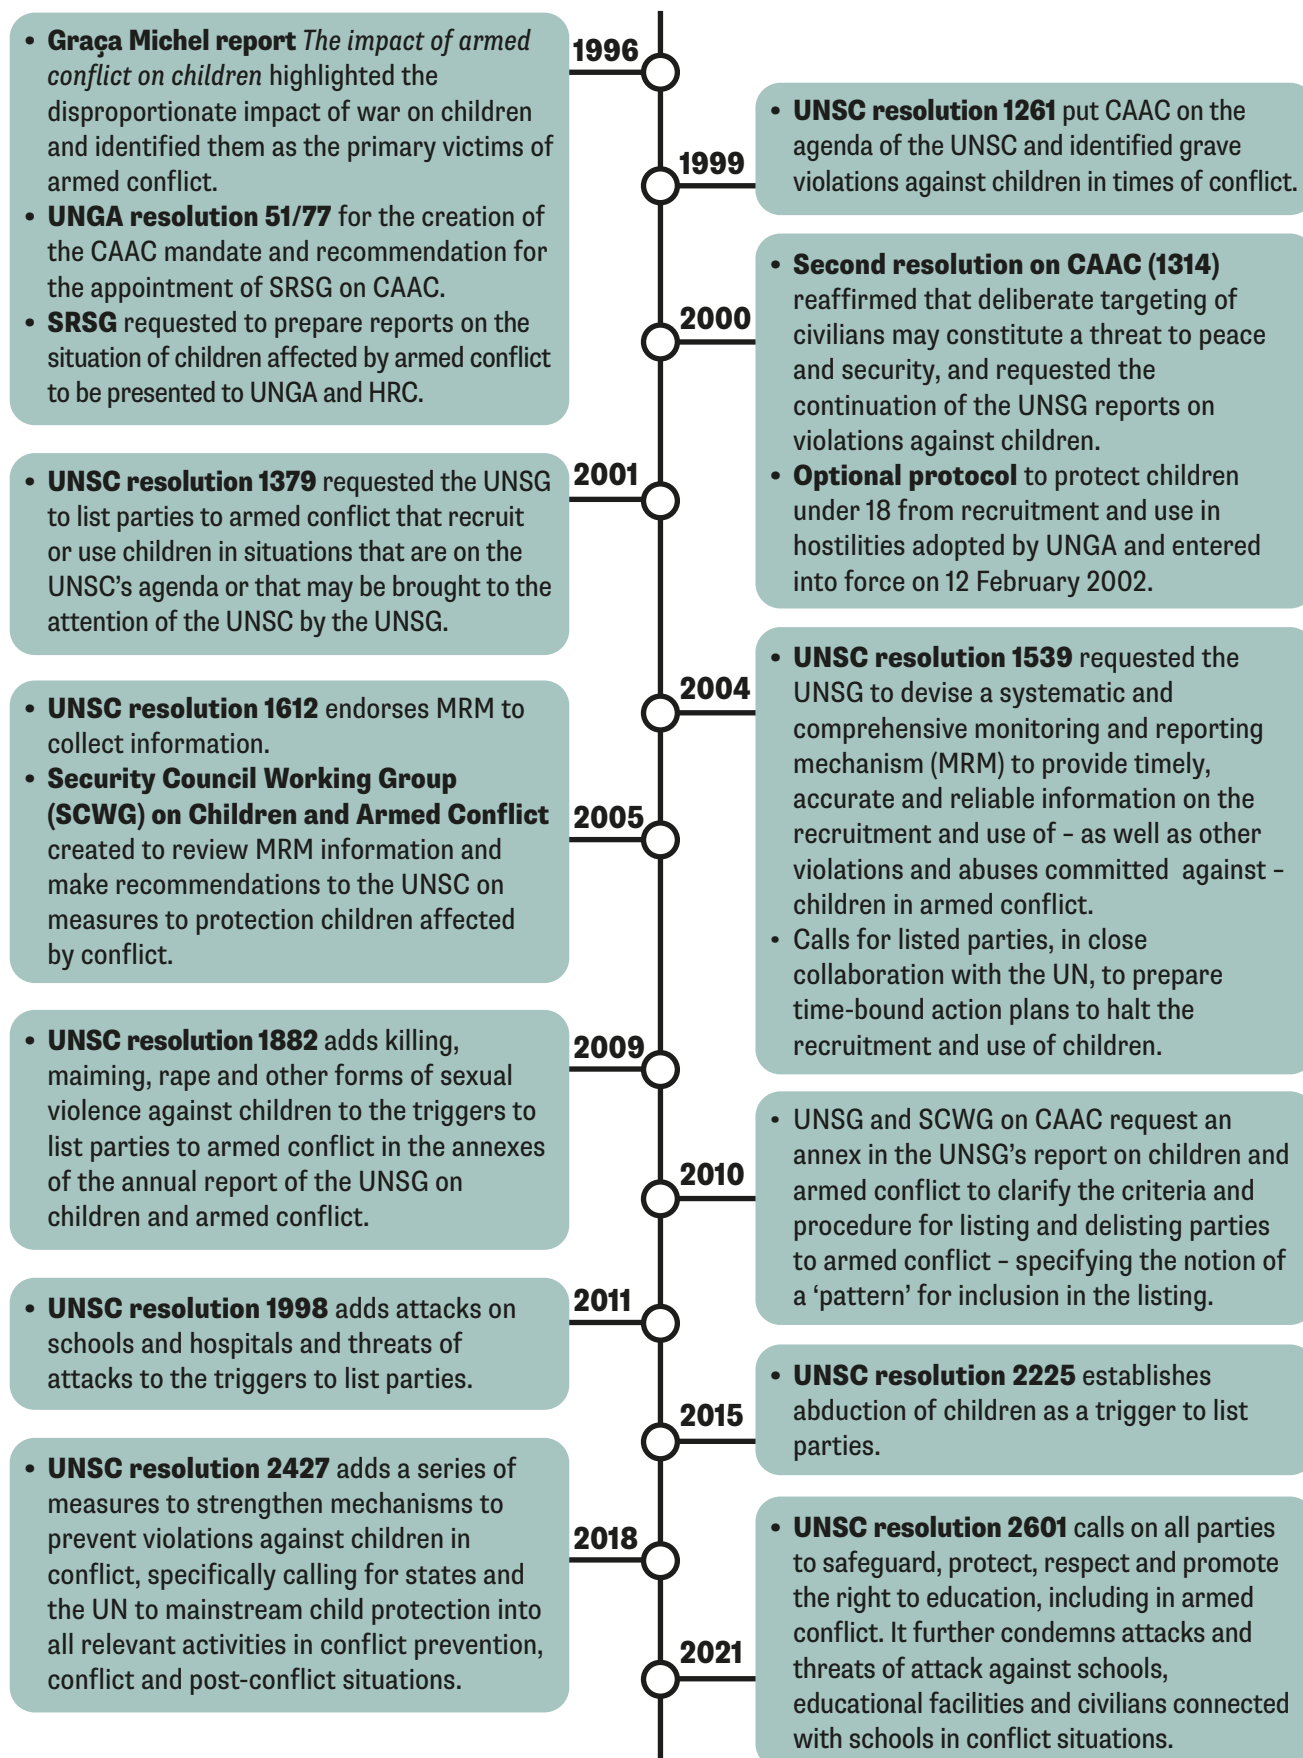 1996
• Graça Michel report The impact of armed
conflict on children highlighted the
disproportionate impact of war on children
and identified them as the primary victims of
armed conflict.
• UNGA resolution 51/77 for the creation of
the CAAC mandate and recommendation for
the appointment of SRSG on CAAC.
• SRSG requested to prepare reports on the
situation of children affected by armed conflict
to be presented to UNGA and HRC.
1999
• UNSC resolution 1261 put CAAC on the
agenda of the UNSC and identified grave
violations against children in times of conflict.
2000
• Second resolution on CAAC (1314)
reaffirmed that deliberate targeting of
civilians may constitute a threat to peace
and security, and requested the
continuation of the UNSG reports on
violations against children.
• Optional protocol to protect children
under 18 from recruitment and use in
hostilities adopted by UNGA and entered
into force on 12 February 2002.
2001
• UNSC resolution 1379 requested the UNSG
to list parties to armed conflict that recruit
or use children in situations that are on the
UNSC's agenda or that may be brought to the
attention of the UNSC by the UNSG.
2004
• UNSC resolution 1539 requested the
UNSG to devise a systematic and
comprehensive monitoring and reporting
mechanism (MRM) to provide timely,
accurate and reliable information on the
recruitment and use of – as well as other
violations and abuses committed against –
children in armed conflict.
• Calls for listed parties, in close
collaboration with the UN, to prepare
time-bound action plans to halt the
recruitment and use of children.
2005
• UNSC resolution 1612 endorses MRM to
collect information.
• Security Council Working Group
(SCWG) on Children and Armed Conflict
created to review MRM information and
make recommendations to the UNSC on
measures to protection children affected
by conflict.
2009
• UNSC resolution 1882 adds killing,
maiming, rape and other forms of sexual
violence against children to the triggers to
list parties to armed conflict in the annexes
of the annual report of the UNSG on
children and armed conflict.
2010
• UNSG and SCWG on CAAC request an
annex in the UNSG's report on children and
armed conflict to clarify the criteria and
procedure for listing and delisting parties
to armed conflict – specifying the notion of
a ‘pattern’ for inclusion in the listing.
2011
• UNSC resolution 1998 adds attacks on
schools and hospitals and threats of
attacks to the triggers to list parties.
2015
• UNSC resolution 2225 establishes
abduction of children as a trigger to list
parties.
2018
• UNSC resolution 2427 adds a series of
measures to strengthen mechanisms to
prevent violations against children in
conflict, specifically calling for states and
the UN to mainstream child protection into
all relevant activities in conflict prevention,
conflict and post-conflict situations.
2021
• UNSC resolution 2601 calls on all parties
to safeguard, protect, respect and promote
the right to education, including in armed
conflict. It further condemns attacks and
threats of attack against schools,
educational facilities and civilians connected
with schools in conflict situations.